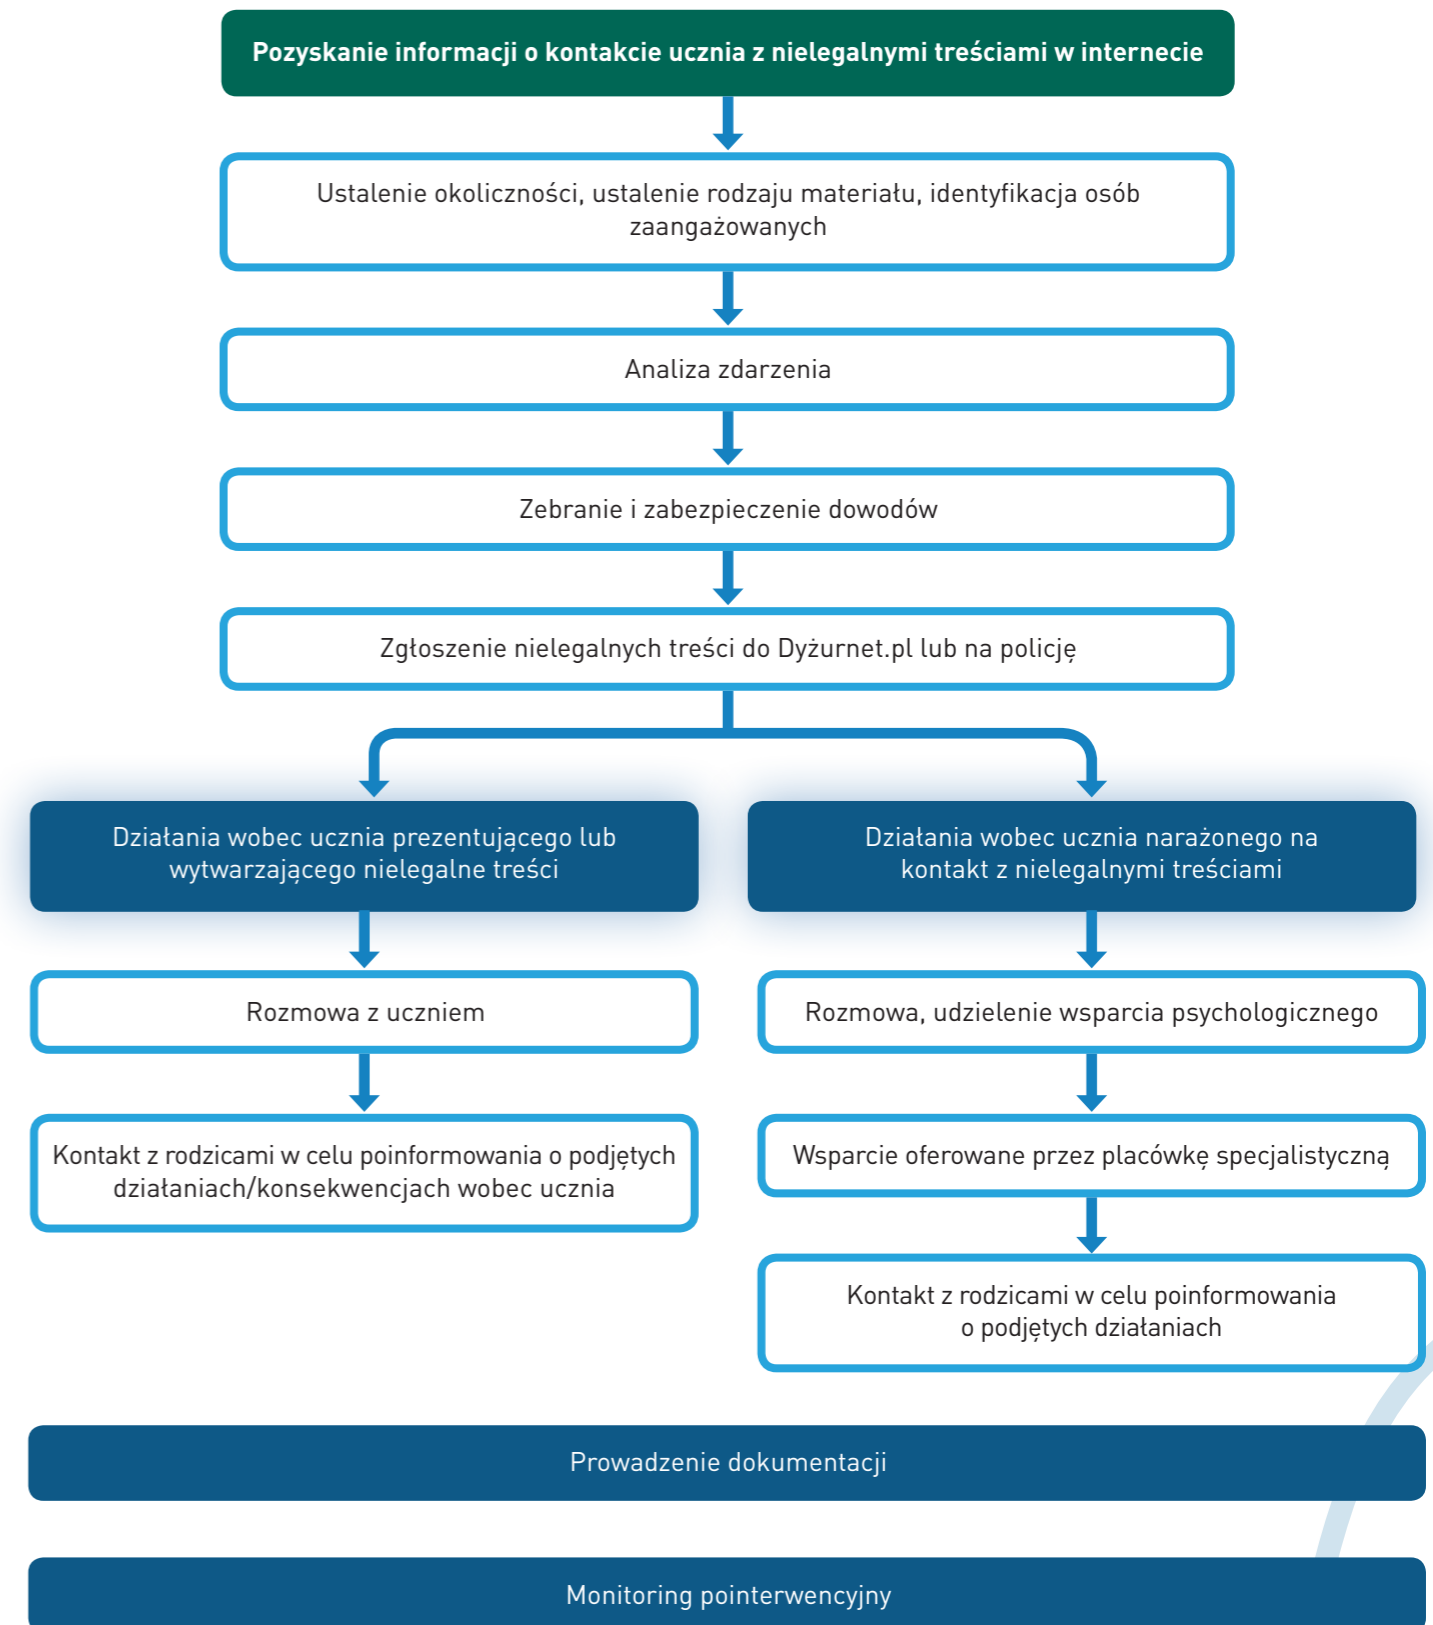 Pozyskanie informacji o kontakcie ucznia z nielegalnymi treściami w internecie
Ustalenie okoliczności, ustalenie rodzaju materiału, identyfikacja osób
zaangażowanych
Analiza zdarzenia
Zebranie i zabezpieczenie dowodów
Zgłoszenie nielegalnych treści do Dyżurnet.pl lub na policję
Działania wobec ucznia prezentującego lub
wytwarzającego nielegalne treści
Rozmowa z uczniem
Kontakt z rodzicami w celu poinformowania o podjętych
działaniach/konsekwencjach wobec ucznia
Działania wobec ucznia narażonego na
kontakt z nielegalnymi treściami
Rozmowa, udzielenie wsparcia psychologicznego
Wsparcie oferowane przez placówkę specjalistyczną
Kontakt z rodzicami w celu poinformowania
o podjętych działaniach
Prowadzenie dokumentacji
Monitoring pointerwencyjny